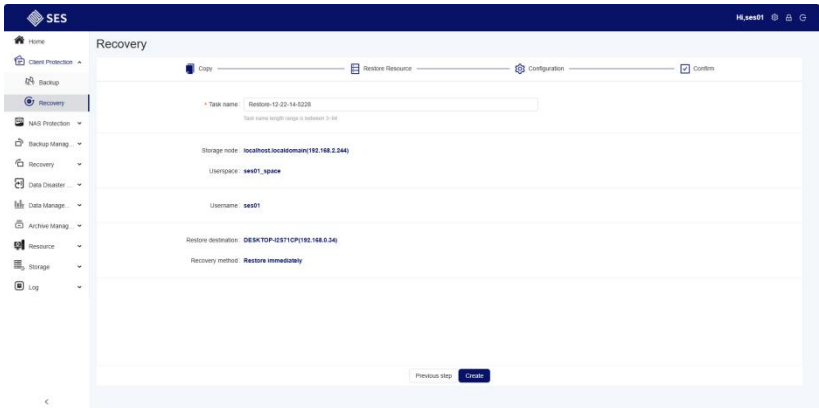 SES
Hi,ses01
Home
Client Protection
Backup
Recovery
NAS Protection
Backup Manag...
Recovery
Data Disaster ...
Data Manage...
Archive Manag...
Resource
Storage
Log
Recovery
Copy
Restore Resource
Configuration
Confirm
* Task name: Restore-12-22-14-5228
Task name length range is between 3-64
Storage node: localhost.localdomain(192.168.2.244)
Userspace: ses01_space
Username: ses01
Restore destination: DESKTOP-I2S71CP(192.168.0.34)
Recovery method: Restore immediately
Previous step
Create